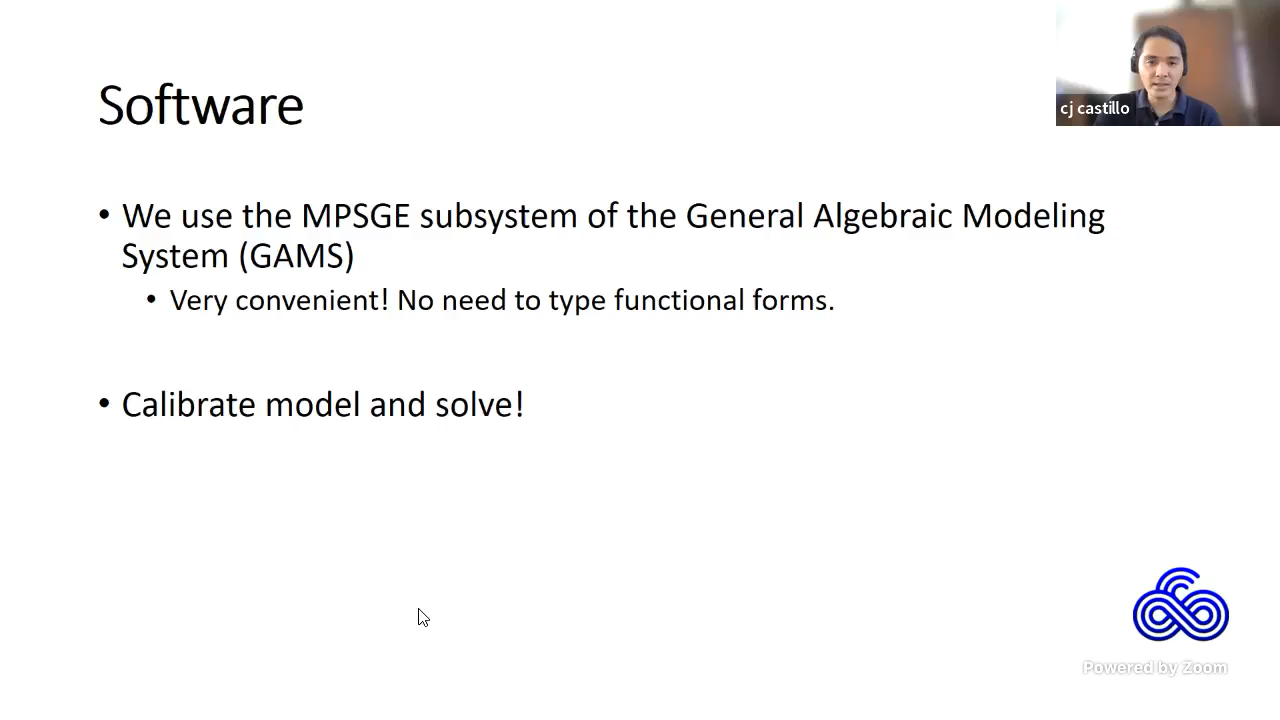 Software
cj castillo
• We use the MPSGE subsystem of the General Algebraic Modeling
System (GAMS)
• Very convenient! No need to type functional forms.
• Calibrate model and solve!
Powered by Zoom